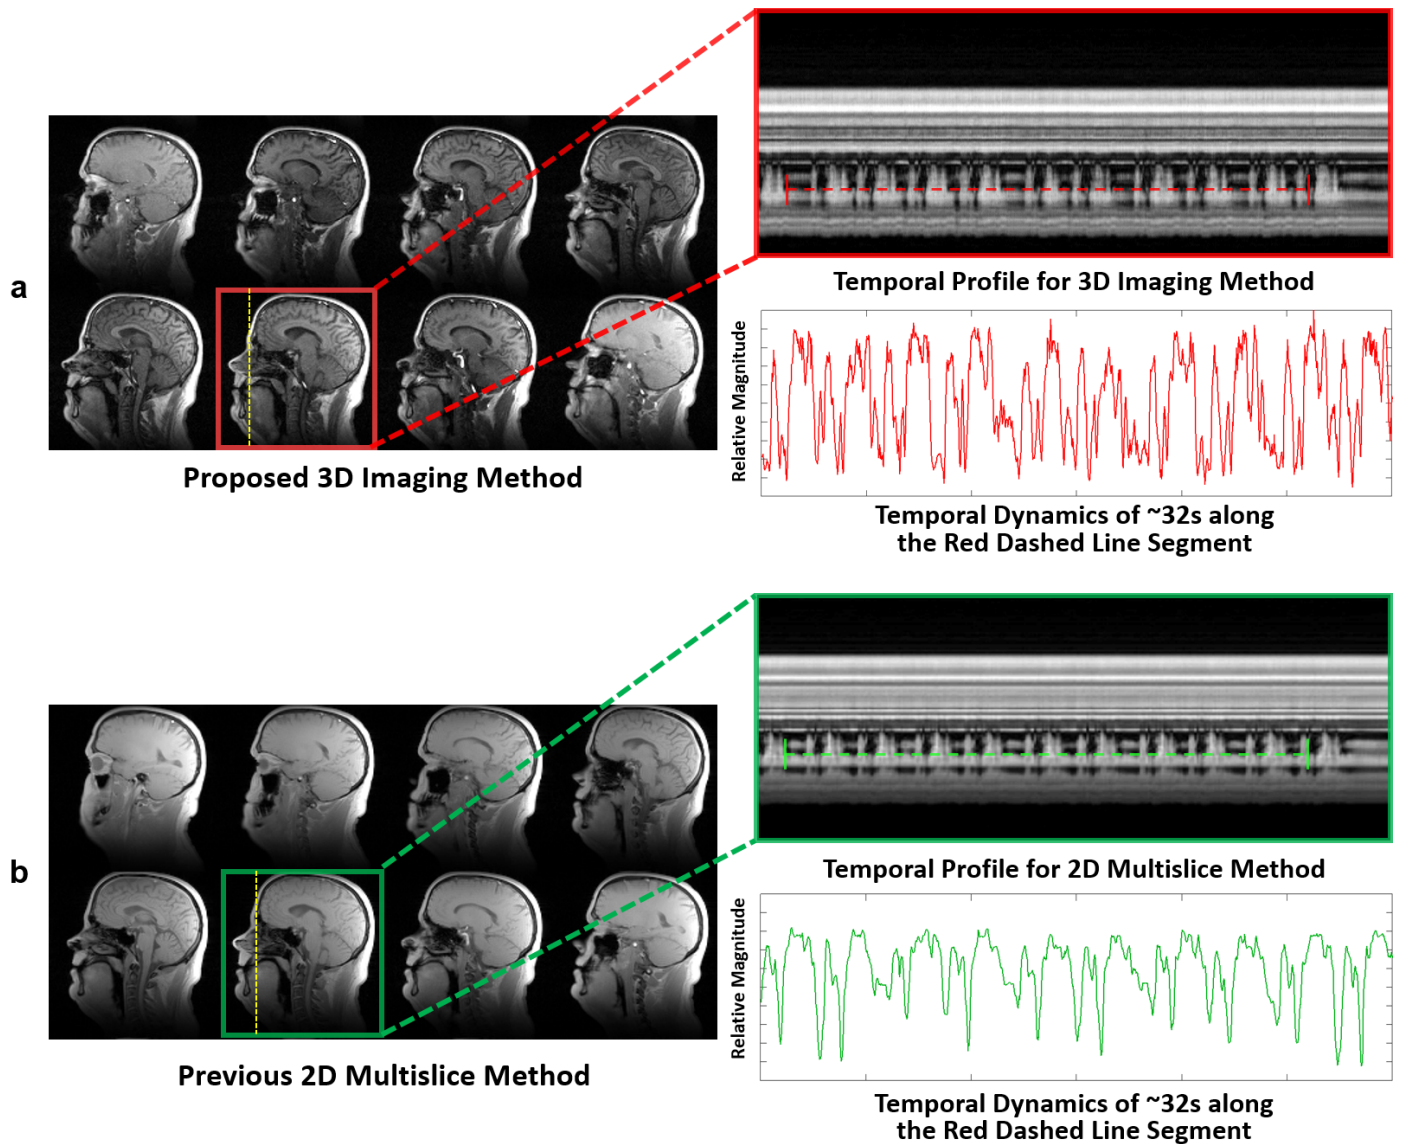 a
Proposed 3D Imaging Method
Temporal Profile for 3D Imaging Method
Relative Magnitude
Temporal Dynamics of ~32s along
the Red Dashed Line Segment
b
Previous 2D Multislice Method
Temporal Profile for 2D Multislice Method
Relative Magnitude
Temporal Dynamics of ~32s along
the Red Dashed Line Segment